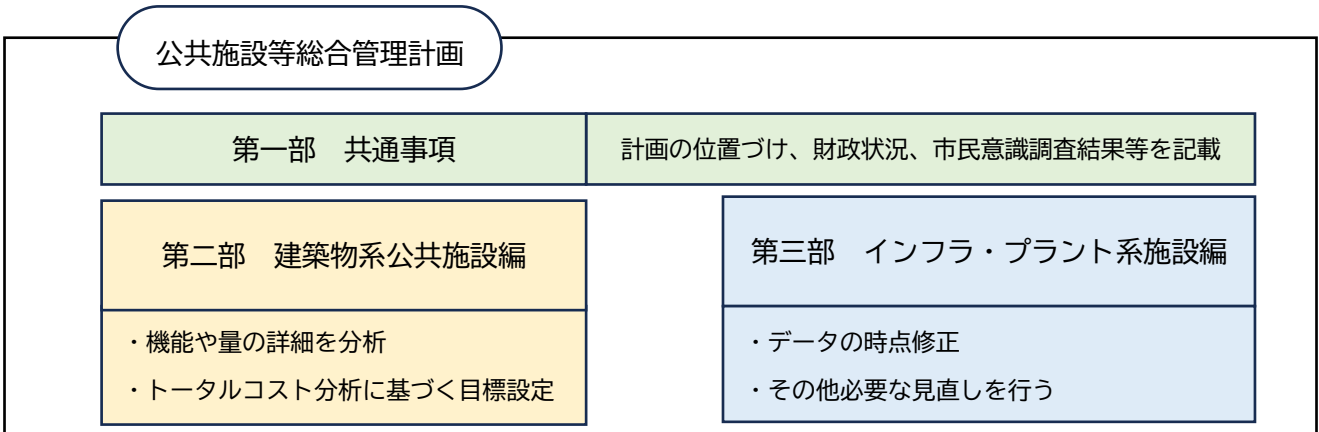 公共施設等総合管理計画
第一部　共通事項
計画の位置づけ、財政状況、市民意識調査結果等を記載
第二部　建築物系公共施設編
・機能や量の詳細を分析
・トータルコスト分析に基づく目標設定
第三部　インフラ・プラント系施設編
・データの時点修正
・その他必要な見直しを行う